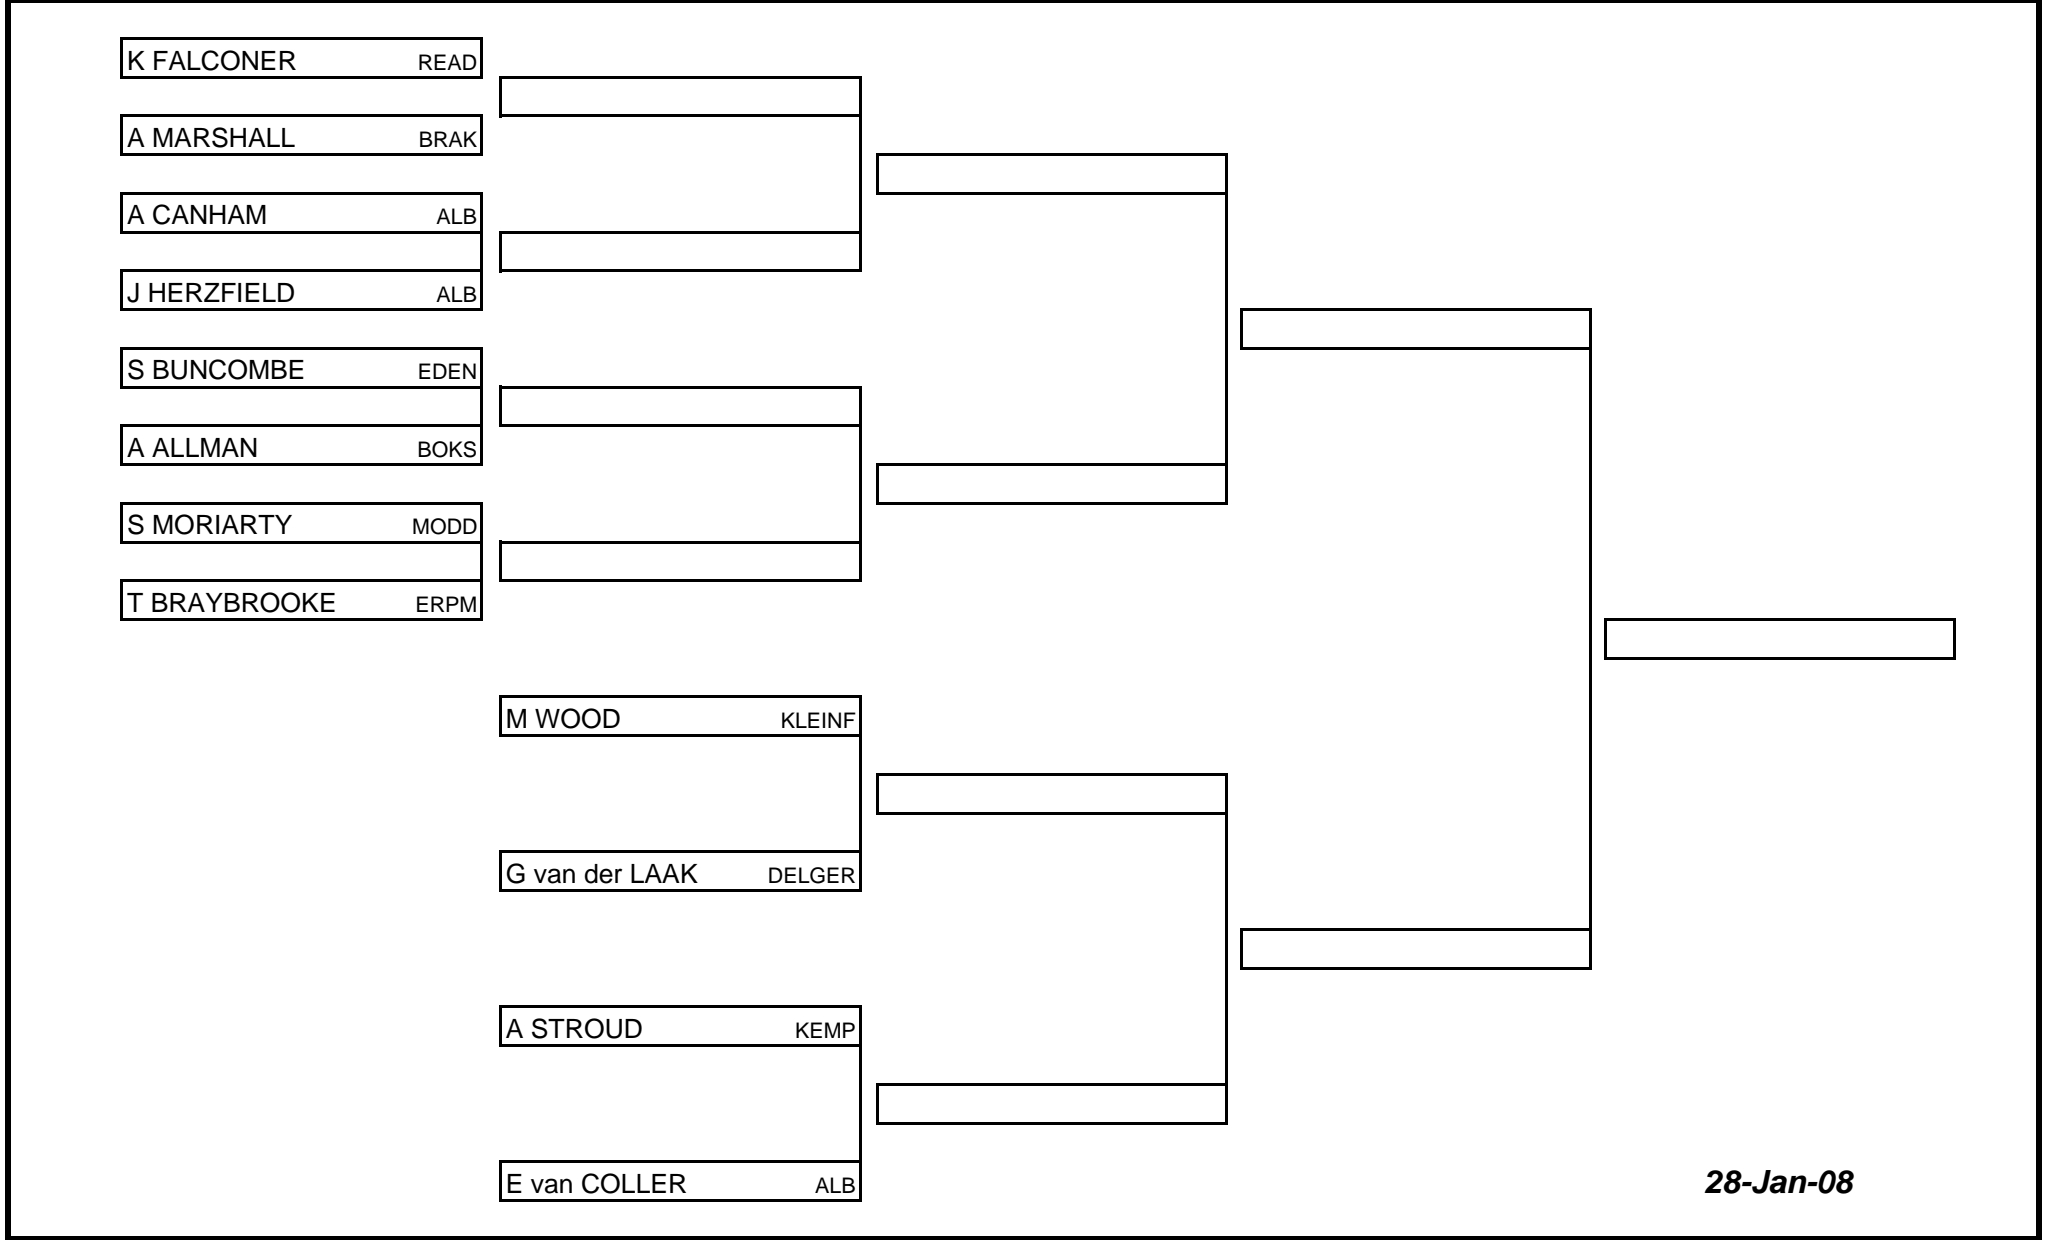 K FALCONER READ
A MARSHALL BRAK
A CANHAM ALB
J HERZFIELD ALB
S BUNCOMBE EDEN
A ALLMAN BOKS
S MORIARTY MODD
T BRAYBROOKE ERPM
M WOOD KLEINF
G van der LAAK DELGER
A STROUD KEMP
E van COLLER ALB
28-Jan-08